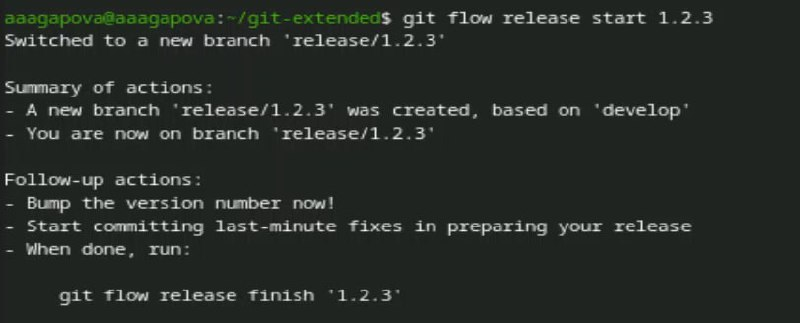 aaagapova@aaagapova:~/git-extended$ git flow release start 1.2.3
Switched to a new branch 'release/1.2.3'
Summary of actions:
- A new branch 'release/1.2.3' was created, based on 'develop'
- You are now on branch 'release/1.2.3'
Follow-up actions:
- Bump the version number now!
- Start committing last-minute fixes in preparing your release
- When done, run:
git flow release finish '1.2.3'